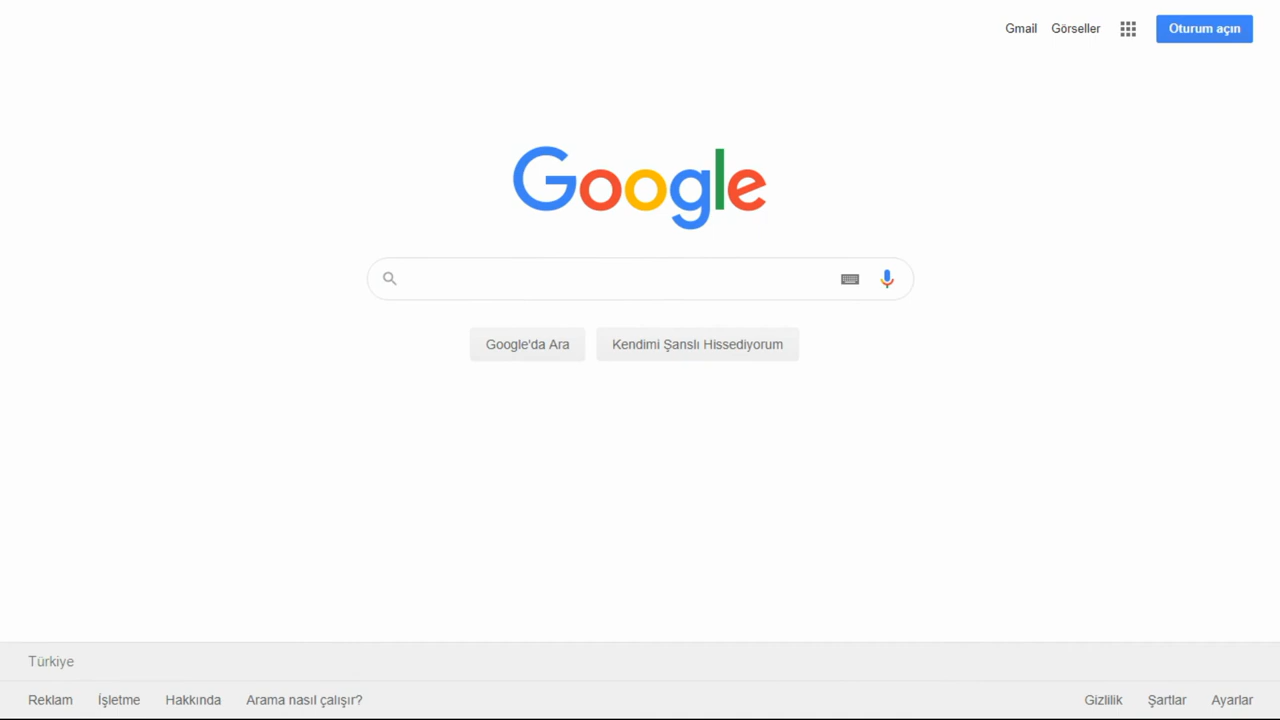 Gmail Görseller Oturum açın
Google
Google'da Ara Kendimi Şanslı Hissediyorum
Türkiye
Reklam İşletme Hakkında Arama nasıl çalışır? Gizlilik Şartlar Ayarlar